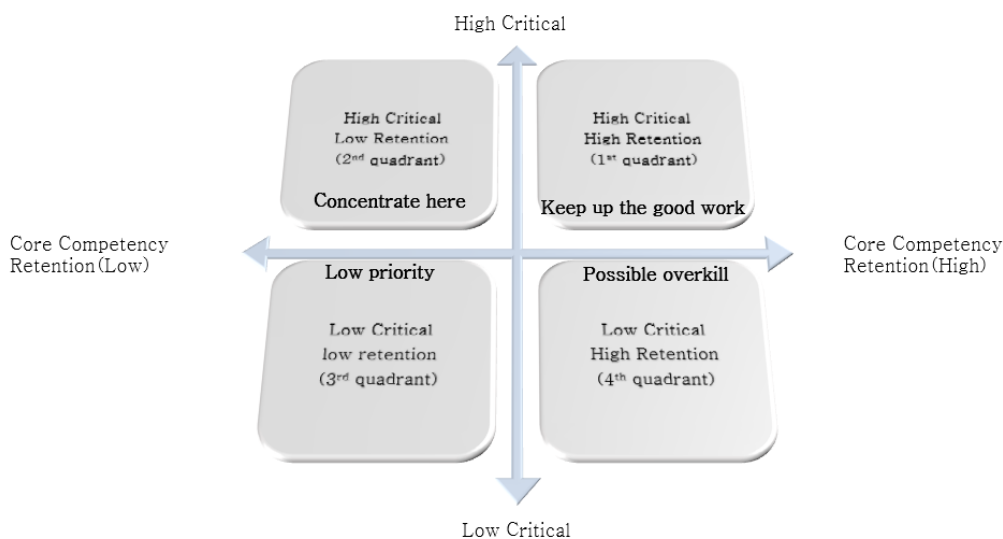 High Critical
High Critical
Low Retention
(2nd quadrant)
Concentrate here
High Critical
High Retention
(1st quadrant)
Keep up the good work
Core Competency
Retention(Low)
Core Competency
Retention(High)
Low priority
Low Critical
low retention
(3rd quadrant)
Possible overkill
Low Critical
High Retention
(4th quadrant)
Low Critical